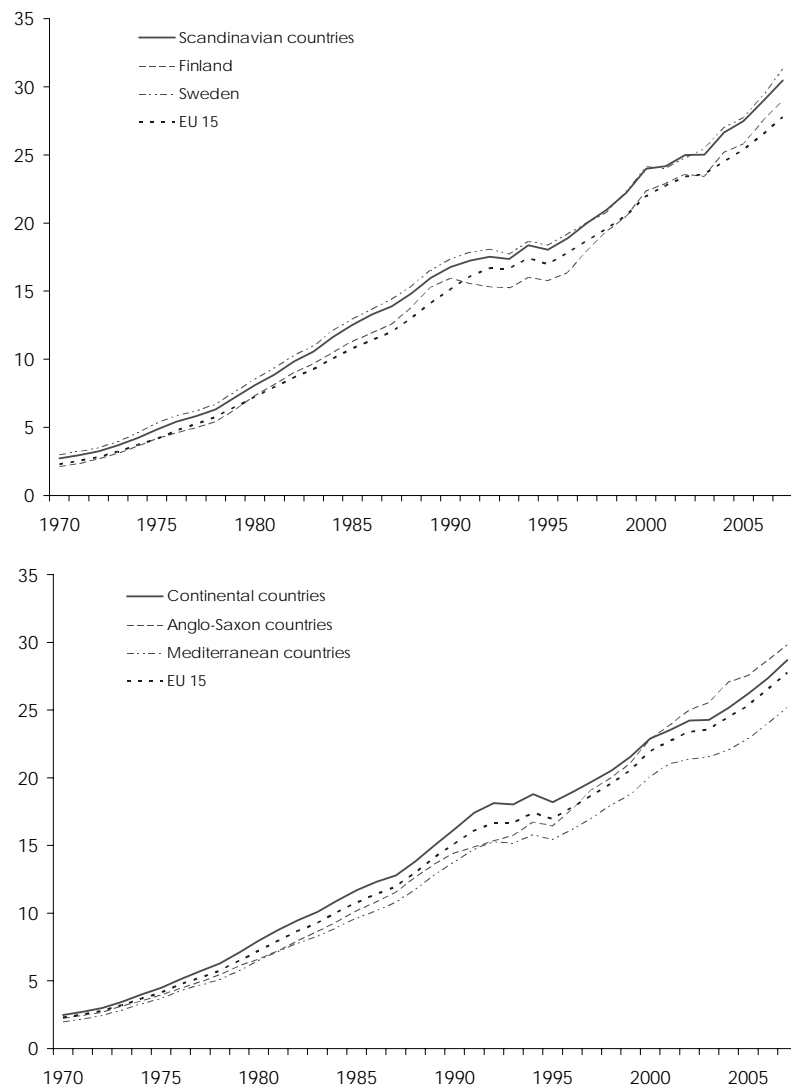 35
Scandinavian countries
Finland
30
Sweden
EU 15
25
20
15
10
5
0
1970 1975 1980 1985 1990 1995 2000 2005
35
Continental countries
Anglo-Saxon countries
30
Mediterranean countries
EU 15
25
20
15
10
5
0
1970 1975 1980 1985 1990 1995 2000 2005